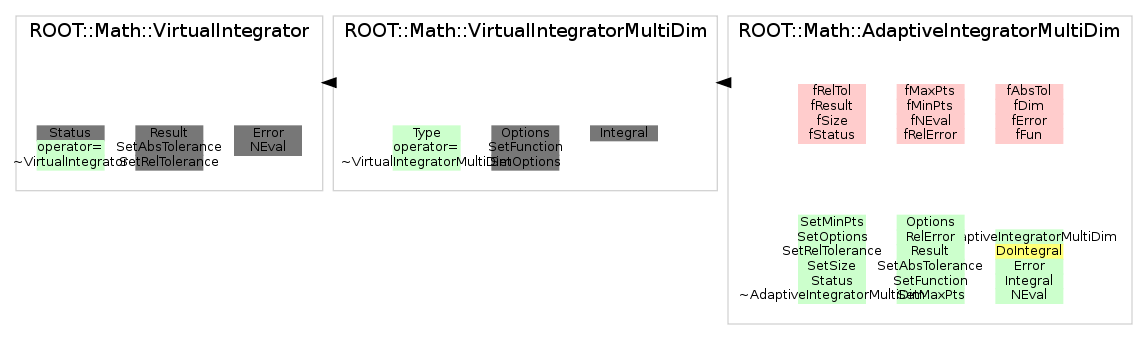 ROOT::Math::VirtualIntegrator
Status
operator=
~VirtualIntegrator
Result
SetAbsTolerance
SetRelTolerance
Error
NEval
ROOT::Math::VirtualIntegratorMultiDim
Type
operator=
~VirtualIntegratorMultiDim
Options
SetFunction
SetOptions
Integral
ROOT::Math::AdaptiveIntegratorMultiDim
fRelTol
fResult
fSize
fStatus
fMaxPts
fMinPts
fNEval
fRelError
fAbsTol
fDim
fError
fFun
SetMinPts
SetOptions
SetRelTolerance
SetSize
Status
~AdaptiveIntegratorMultiDim
Options
RelError
Result
SetAbsTolerance
SetFunction
SetMaxPts
ptiveIntegratorMultiDim
DoIntegral
Error
Integral
NEval